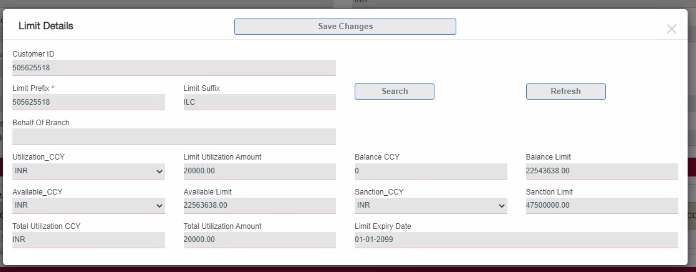 INR
Limit Details
Save Changes
Customer ID
505625518
Limit Prefix *
Limit Suffix
505625518
ILC
Search
Refresh
Behalf Of Branch
Utilization_CCY
Limit Utilization Amount
Balance CCY
Balance Limit
INR
20000.00
0
22543638.00
Available_CCY
Available Limit
Sanction_CCY
Sanction Limit
INR
22563638.00
INR
47500000.00
Total Utilization CCY
Total Utilization Amount
Limit Expiry Date
INR
20000.00
01-01-2099